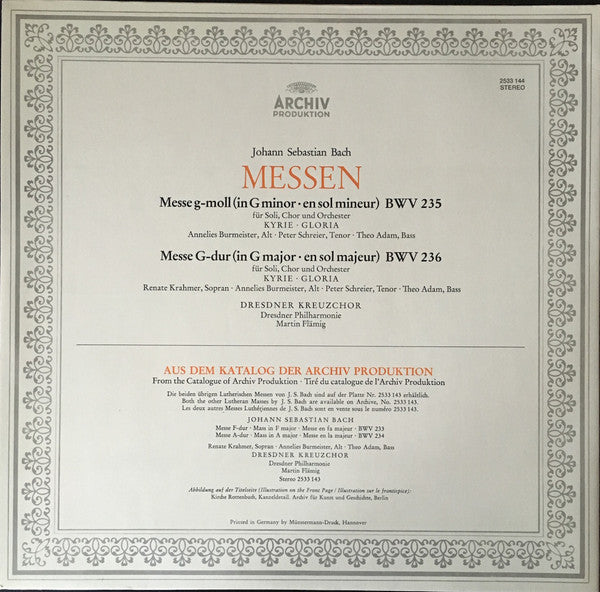 2533 144
STEREO
ARCHIV
PRODUKTION
Johann Sebastian Bach
MESSEN
Messe g-moll (in G minor · en sol mineur) BWV 235
für Soli, Chor und Orchester
KYRIE · GLORIA
Annelies Burmeister, Alt · Peter Schreier, Tenor · Theo Adam, Bass
Messe G-dur (in G major · en sol majeur) BWV 236
für Soli, Chor und Orchester
KYRIE · GLORIA
Renate Krahmer, Sopran · Annelies Burmeister, Alt · Peter Schreier, Tenor · Theo Adam, Bass
DRESDNER KREUZCHOR
Dresdner Philharmonie
Martin Flämig
AUS DEM KATALOG DER ARCHIV PRODUKTION
From the Catalogue of Archiv Produktion · Tiré du catalogue de l'Archiv Produktion
Die beiden übrigen Lutherischen Messen von J. S. Bach sind auf der Platte Nr. 2533 143 erhältlich.
Both the other Lutheran Masses by J. S. Bach are available on Archive, No. 2533 143.
Les deux autres Messes Luthériennes de J. S. Bach sont en vente sous le numéro 2533 143.
JOHANN SEBASTIAN BACH
Messe F-dur · Mass in F major · Messe en fa majeur · BWV 233
Messe A-dur · Mass in A major · Messe en la majeur · BWV 234
Renate Krahmer, Sopran · Annelies Burmeister, Alt · Theo Adam, Bass
DRESDNER KREUZCHOR
Dresdner Philharmonie
Martin Flämig
Stereo 2533 143
Abbildung auf der Titelseite (Illustration on the Front Page / Illustration sur le frontispice):
Kirche Rottenbuch, Kanzeldetail. Archiv für Kunst und Geschichte, Berlin
Printed in Germany by Münstermann-Druck, Hannover